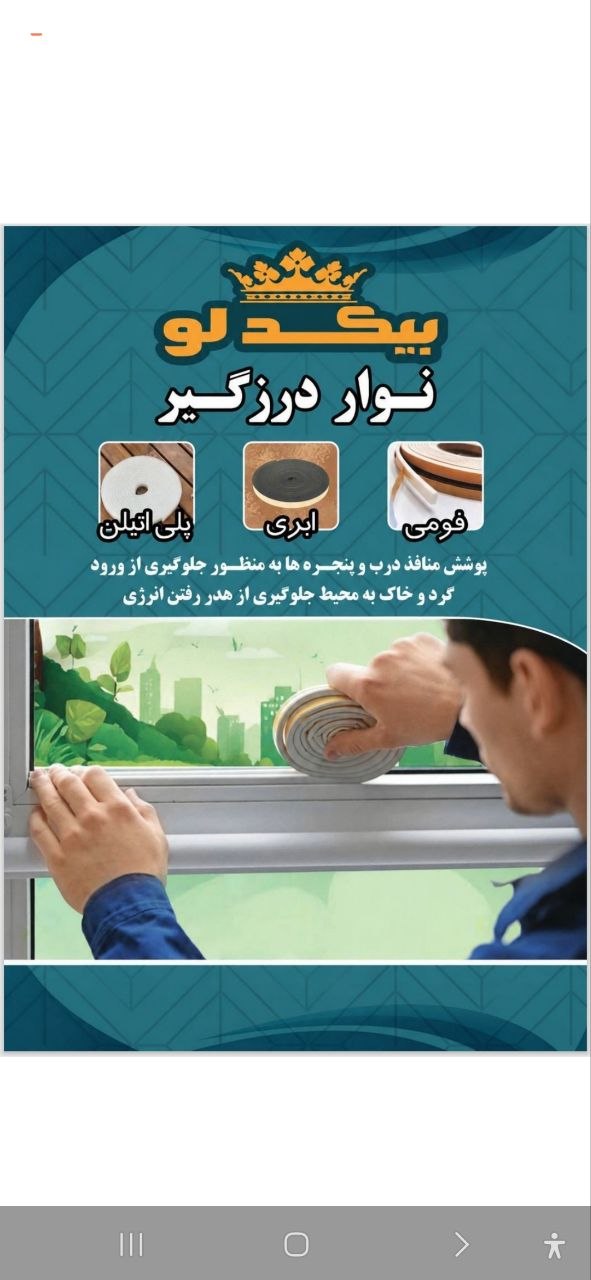 بیکدلو
نوار درزگیر
فومی
ابری
پلی اتیلن
پوشش منافذ درب و پنجره ها به منظور جلوگیری از ورود
گرد و خاک به محیط جلوگیری از هدر رفتن انرژی